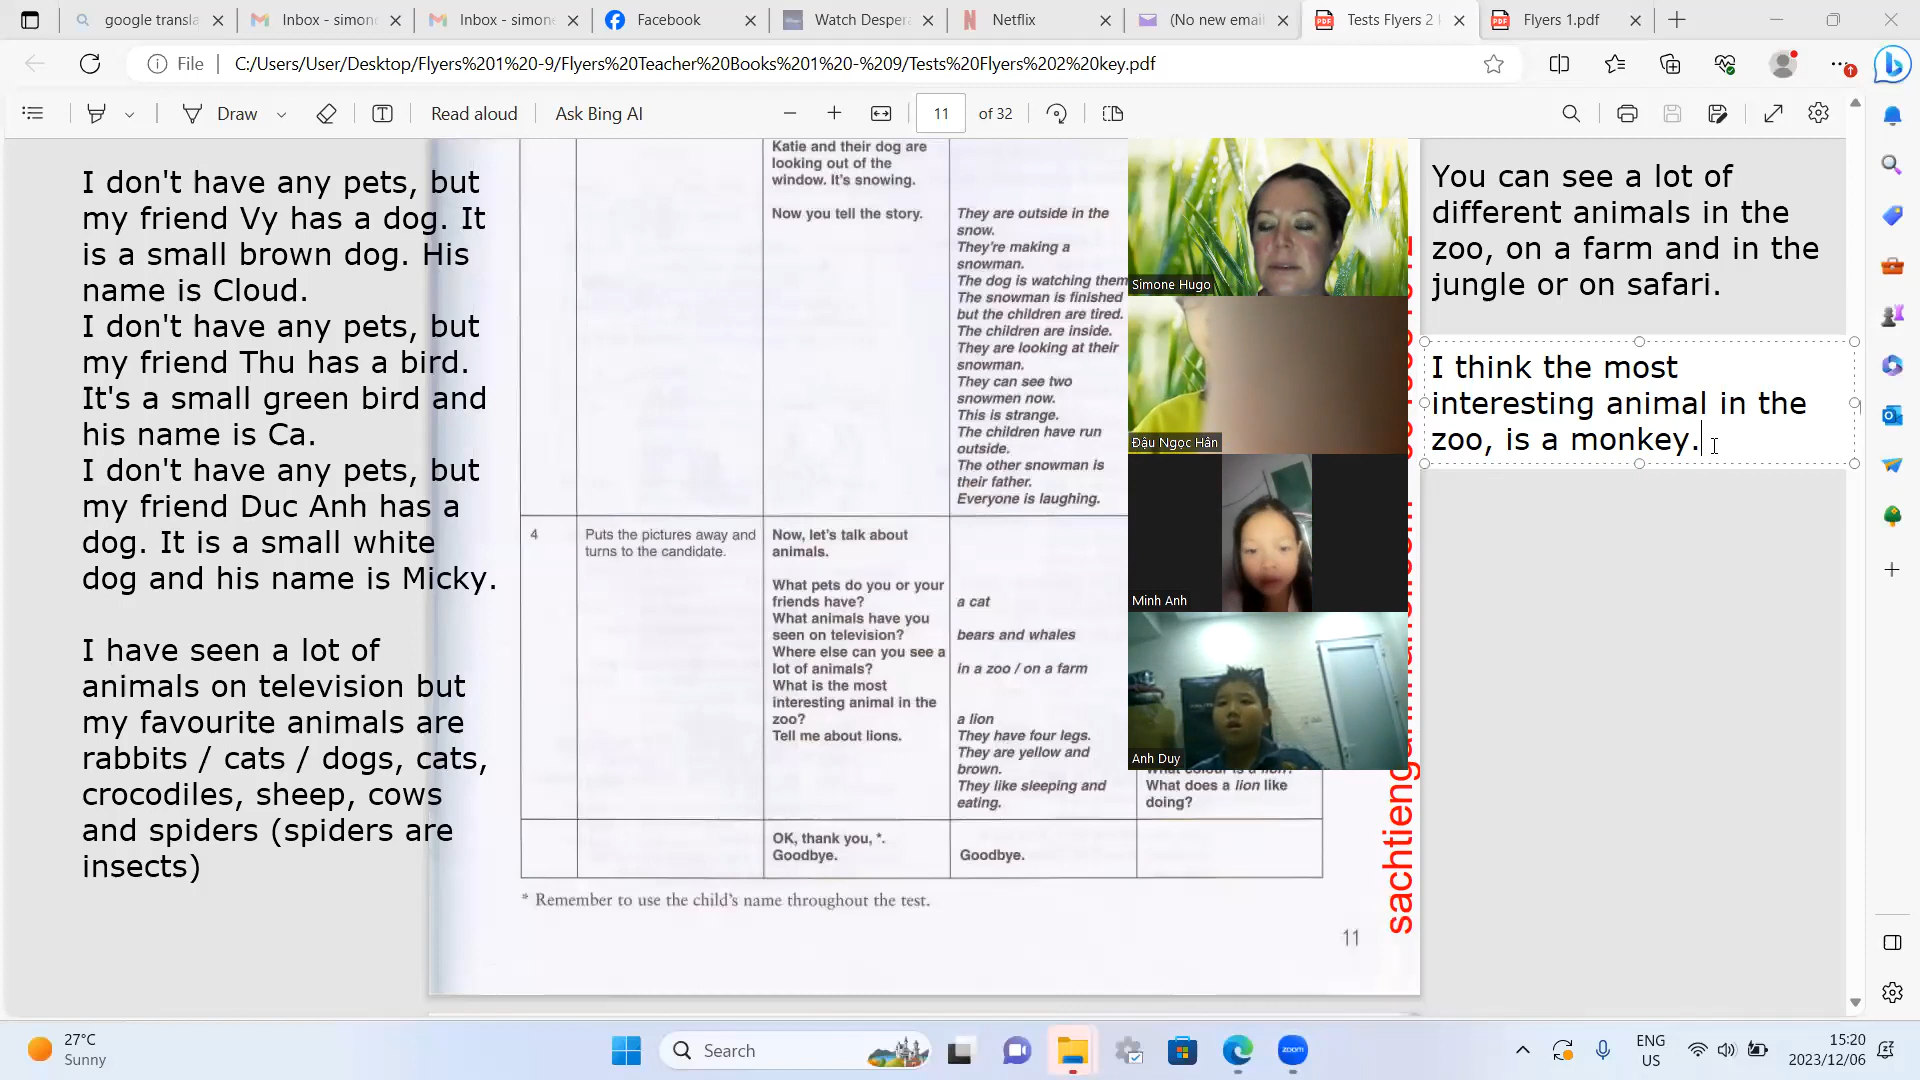 google transla
Inbox - simon
Inbox - simon
Facebook
Watch Desper
Netflix
(No new emai
Tests Flyers 2 k
Flyers 1.pdf
File
C:/Users/User/Desktop/Flyers%201%20-9/Flyers%20Teacher%20Books%201%20-%209/Tests%20Flyers%202%20key.pdf
Draw
Read aloud
Ask Bing AI
11
of 32
I don't have any pets, but
my friend Vy has a dog. It
is a small brown dog. His
name is Cloud.
I don't have any pets, but
my friend Thu has a bird.
It's a small green bird and
his name is Ca.
I don't have any pets, but
my friend Duc Anh has a
dog. It is a small white
dog and his name is Micky.
I have seen a lot of
animals on television but
my favourite animals are
rabbits / cats / dogs, cats,
crocodiles, sheep, cows
and spiders (spiders are
insects)
Katie and their dog are
looking out of the
window. It's snowing.
Now you tell the story.
They are outside in the
snow.
They're making a
snowman.
The dog is watching them
The snowman is finished
but the children are tired.
The children are inside.
They are looking at their
snowman.
They can see two
snowmen now.
This is strange.
The children have run
outside.
The other snowman is
their father.
Everyone is laughing.
4
Puts the pictures away and
turns to the candidate.
Now, let's talk about
animals.
What pets do you or your
friends have?
What animals have you
seen on television?
Where else can you see a
lot of animals?
What is the most
interesting animal in the
zoo?
Tell me about lions.
a cat
bears and whales
in a zoo / on a farm
a lion
They have four legs.
They are yellow and
brown.
They like sleeping and
eating.
What colour is a lion?
What does a lion like
doing?
OK, thank you, *.
Goodbye.
Goodbye.
* Remember to use the child's name throughout the test.
11
Simone Hugo
Đậu Ngọc Hân
Minh Anh
Anh Duy
You can see a lot of
different animals in the
zoo, on a farm and in the
jungle or on safari.
I think the most
interesting animal in the
zoo, is a monkey.
27°C
Sunny
Search
zoom
ENG
US
15:20
2023/12/06